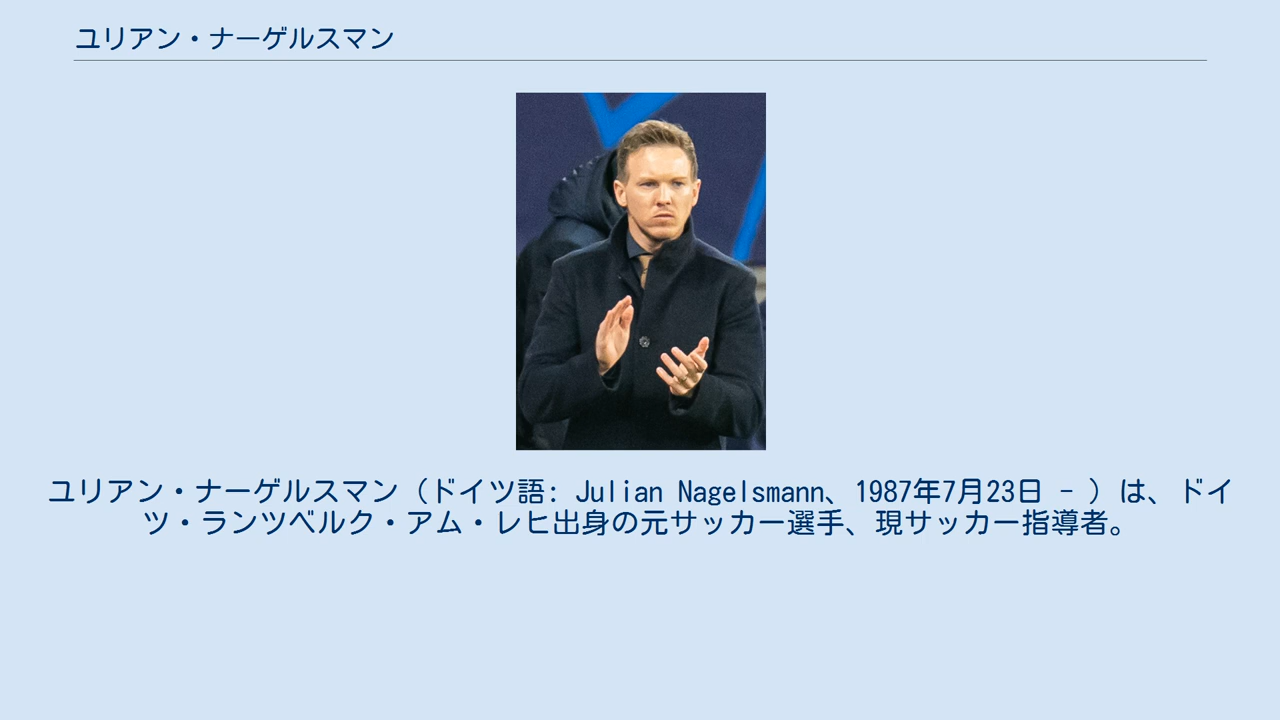 ユリアン・ナーゲルスマン
ユリアン・ナーゲルスマン（ドイツ語: Julian Nagelsmann、1987年7月23日 - ）は、ドイ
ツ・ランツベルク・アム・レヒ出身の元サッカー選手、現サッカー指導者。